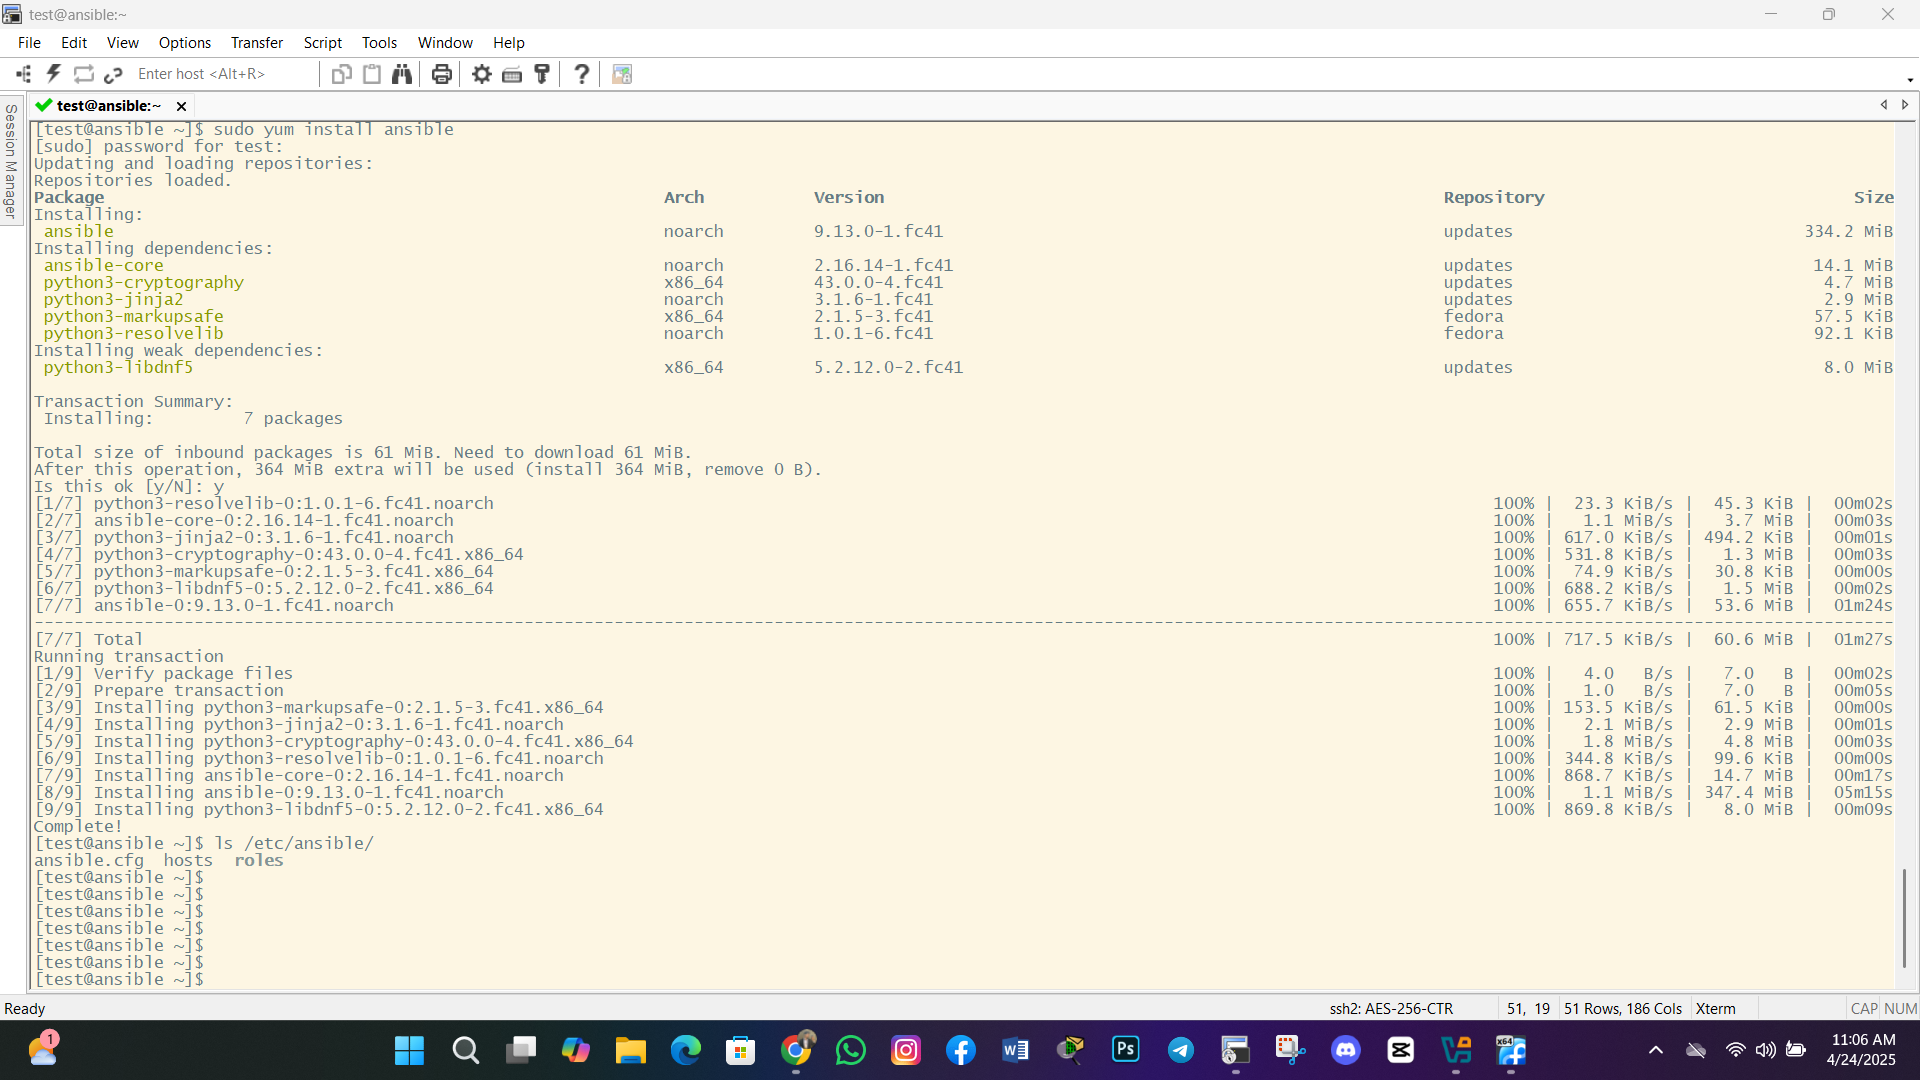 test@ansible:~
File Edit View Options Transfer Script Tools Window Help
Enter host <Alt+R>
Session Manager
test@ansible:~
[test@ansible ~]$ sudo yum install ansible
[sudo] password for test:
Updating and loading repositories:
Repositories loaded.
Package Arch Version Repository Size
Installing:
ansible noarch 9.13.0-1.fc41 updates 334.2 MiB
Installing dependencies:
ansible-core noarch 2.16.14-1.fc41 updates 14.1 MiB
python3-cryptography x86_64 43.0.0-4.fc41 updates 4.7 MiB
python3-jinja2 noarch 3.1.6-1.fc41 updates 2.9 MiB
python3-markupsafe x86_64 2.1.5-3.fc41 fedora 57.5 KiB
python3-resolvelib noarch 1.0.1-6.fc41 fedora 92.1 KiB
Installing weak dependencies:
python3-libdnf5 x86_64 5.2.12.0-2.fc41 updates 8.0 MiB
Transaction Summary:
Installing: 7 packages
Total size of inbound packages is 61 MiB. Need to download 61 MiB.
After this operation, 364 MiB extra will be used (install 364 MiB, remove 0 B).
Is this ok [y/N]: y
[1/7] python3-resolvelib-0:1.0.1-6.fc41.noarch 100% | 23.3 KiB/s | 45.3 KiB | 00m02s
[2/7] ansible-core-0:2.16.14-1.fc41.noarch 100% | 1.1 MiB/s | 3.7 MiB | 00m03s
[3/7] python3-jinja2-0:3.1.6-1.fc41.noarch 100% | 617.0 KiB/s | 494.2 KiB | 00m01s
[4/7] python3-cryptography-0:43.0.0-4.fc41.x86_64 100% | 531.8 KiB/s | 1.3 MiB | 00m03s
[5/7] python3-markupsafe-0:2.1.5-3.fc41.x86_64 100% | 74.9 KiB/s | 30.8 KiB | 00m00s
[6/7] python3-libdnf5-0:5.2.12.0-2.fc41.x86_64 100% | 688.2 KiB/s | 1.5 MiB | 00m02s
[7/7] ansible-0:9.13.0-1.fc41.noarch 100% | 655.7 KiB/s | 53.6 MiB | 01m24s
[7/7] Total 100% | 717.5 KiB/s | 60.6 MiB | 01m27s
Running transaction
[1/9] Verify package files 100% | 4.0 B/s | 7.0 B | 00m02s
[2/9] Prepare transaction 100% | 1.0 B/s | 7.0 B | 00m05s
[3/9] Installing python3-markupsafe-0:2.1.5-3.fc41.x86_64 100% | 153.5 KiB/s | 61.5 KiB | 00m00s
[4/9] Installing python3-jinja2-0:3.1.6-1.fc41.noarch 100% | 2.1 MiB/s | 2.9 MiB | 00m01s
[5/9] Installing python3-cryptography-0:43.0.0-4.fc41.x86_64 100% | 1.8 MiB/s | 4.8 MiB | 00m03s
[6/9] Installing python3-resolvelib-0:1.0.1-6.fc41.noarch 100% | 344.8 KiB/s | 99.6 KiB | 00m00s
[7/9] Installing ansible-core-0:2.16.14-1.fc41.noarch 100% | 868.7 KiB/s | 14.7 MiB | 00m17s
[8/9] Installing ansible-0:9.13.0-1.fc41.noarch 100% | 1.1 MiB/s | 347.4 MiB | 05m15s
[9/9] Installing python3-libdnf5-0:5.2.12.0-2.fc41.x86_64 100% | 869.8 KiB/s | 8.0 MiB | 00m09s
Complete!
[test@ansible ~]$ ls /etc/ansible/
ansible.cfg hosts roles
[test@ansible ~]$
[test@ansible ~]$
[test@ansible ~]$
[test@ansible ~]$
[test@ansible ~]$
[test@ansible ~]$
[test@ansible ~]$
Ready ssh2: AES-256-CTR 51, 19 51 Rows, 186 Cols Xterm CAP NUM
1
W
Ps
X64
11:06 AM
4/24/2025